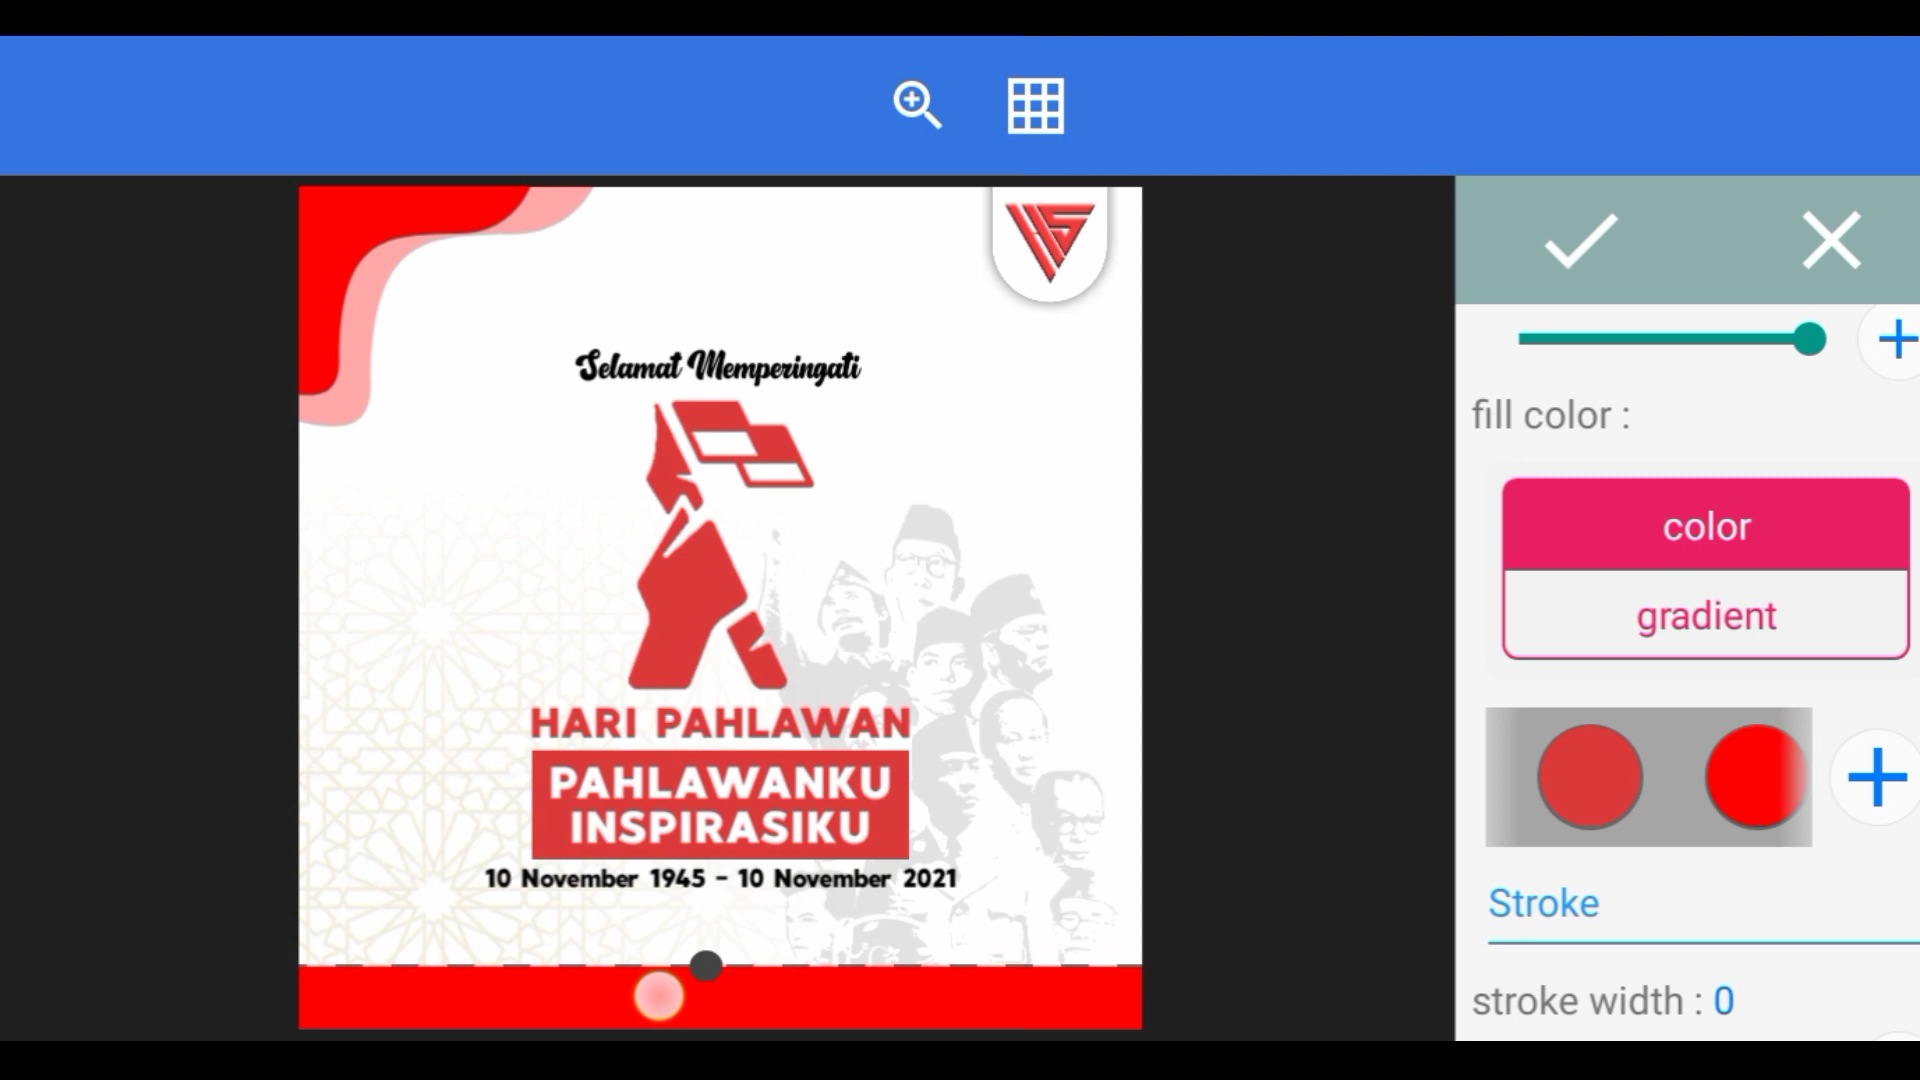 Selamat Memperingati
HARI PAHLAWAN
PAHLAWANKU
INSPIRASIKU
10 November 1945 - 10 November 2021
fill color :
color
gradient
Stroke
stroke width : 0